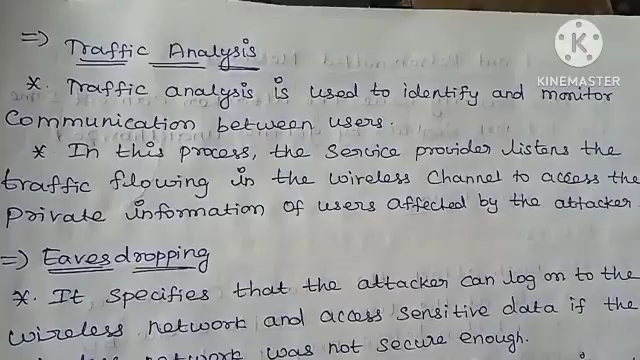 => Traffic Analysis
KINEMASTER
* Traffic analysis is used to identify and monitor
Communication between users.
* In this process, the service provider listens the
traffic flowing in the wireless channel to access the
private information of users affected by the attacker
=> Eavesdropping
* It specifies that the attacker can log on to the
wireless network and access sensitive data if the
network was not secure enough.